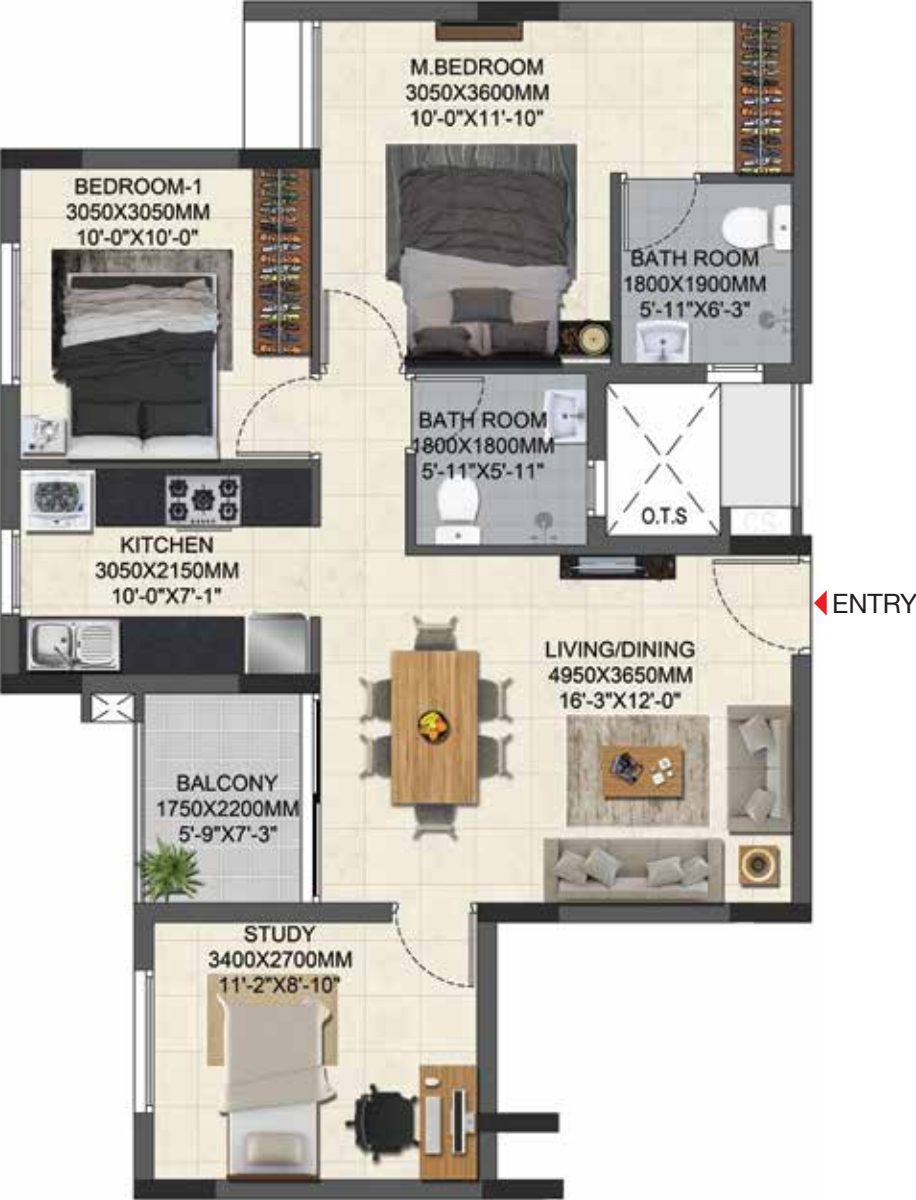 M.BEDROOM
3050X3600MM
10'-0"X11'-10"
BEDROOM-1
3050X3050MM
10'-0"X10'-0"
BATH ROOM
1800X1900MM
5'-11"X6'-3"
BATH ROOM
1800X1800MM
5'-11"X5'-11"
O.T.S
CS
KITCHEN
3050X2150MM
10'-0"X7'-1"
ENTRY
LIVING/DINING
4950X3650MM
16'-3"X12'-0"
BALCONY
1750X2200MM
5'-9"X7'-3"
STUDY
3400X2700MM
11'-2"X8'-10"